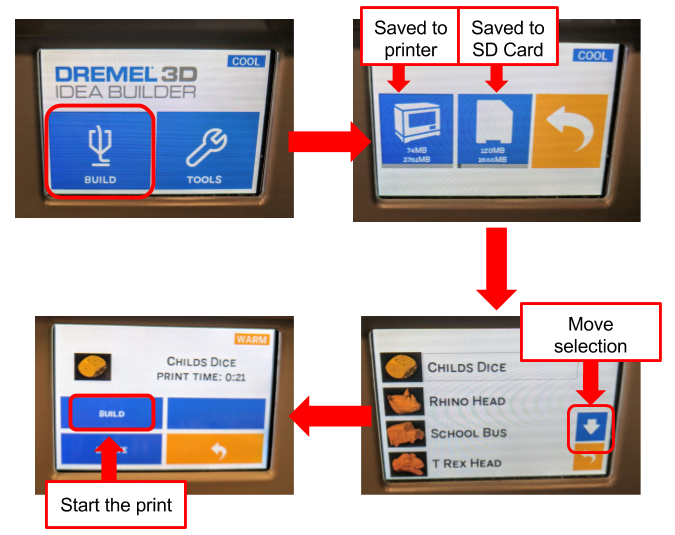 COOL
DREMEL 3D
IDEA BUILDER
BUILD
TOOLS
Saved to
printer
Saved to
SD Card
COOL
74MB
2761MB
120MB
1866MB
WARM
CHILDS DICE
PRINT TIME: 0:21
BUILD
Start the print
Move
selection
CHILDS DICE
RHINO HEAD
SCHOOL BUS
T REX HEAD